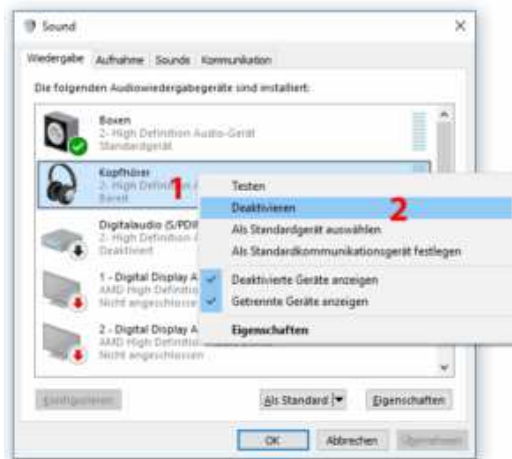 Sound
Wiedergabe Aufnahme Sounds Kommunikation
Die folgenden Audiowiedergabegeräte sind installiert:
Boxen
2- High Definition Audio-Gerät
Standardgerät
Kopfhörer
2- High Definition A
Bereit
1
Testen
Deaktivieren
2
Als Standardgerät auswählen
Als Standardkommunikationsgerät festlegen
Deaktivierte Geräte anzeigen
Getrennte Geräte anzeigen
Eigenschaften
Digitalaudio (S/PDIF
2- High Definition A
Deaktiviert
1 - Digital Display A
AMD High Definition
Nicht angeschlossen
2 - Digital Display A
AMD High Definition
Nicht angeschlossen
Konfigurieren Als Standard Eigenschaften
OK Abbrechen Übernehmen